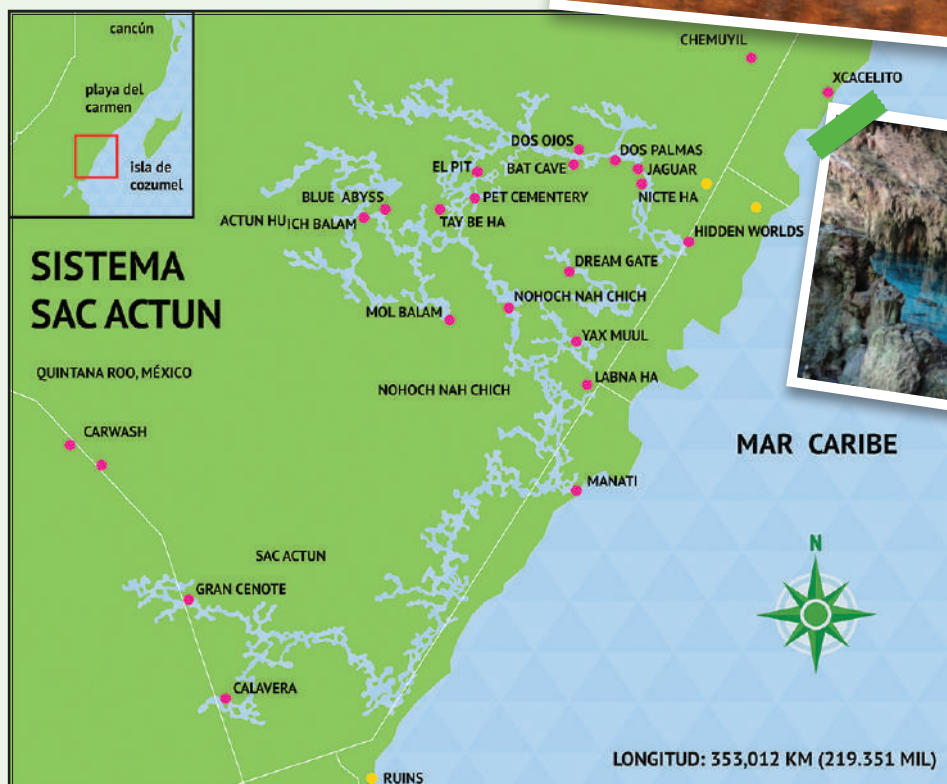 cancún
playa del
carmen
isla de
cozumel
CHEMUYIL
XCACELITO
DOS OJOS
DOS PALMAS
EL PIT
BAT CAVE
JAGUAR
BLUE ABYSS
PET CEMENTERY
NICTE HA
ACTUN HU
ICH BALAM
TAY BE HA
HIDDEN WORLDS
SISTEMA
SAC ACTUN
DREAM GATE
NOHOCH NAH CHICH
MOL BALAM
YAX MUUL
QUINTANA ROO, MÉXICO
NOHOCH NAH CHICH
LABNA HA
CARWASH
MAR CARIBE
MANATI
N
SAC ACTUN
GRAN CENOTE
CALAVERA
LONGITUD: 353,012 KM (219.351 MIL)
RUINS